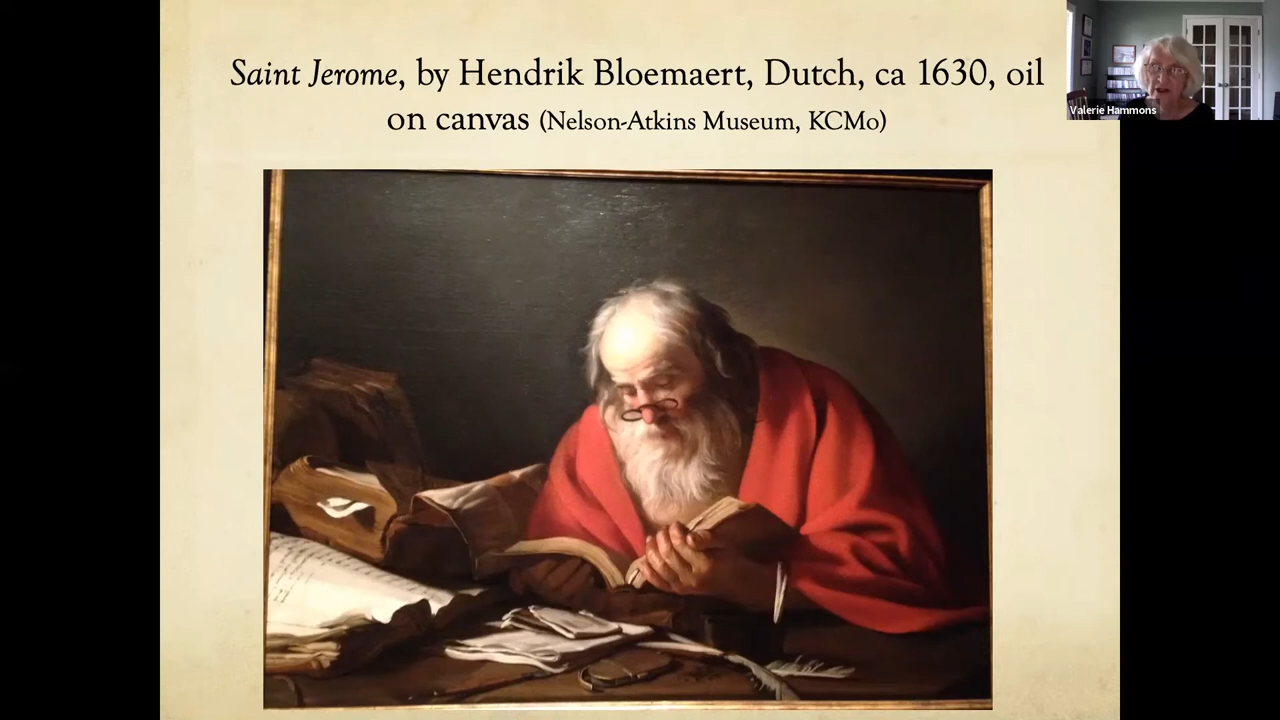 Saint Jerome, by Hendrik Bloemaert, Dutch, ca 1630, oil
on canvas (Nelson-Atkins Museum, KCMo)
Valerie Hammons